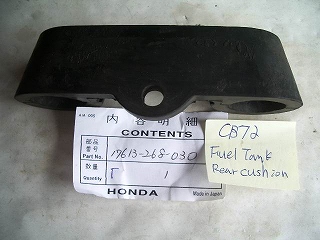 内容明細
CONTENTS
部品
番号
Part No.
17613-268-030
数量
Quantity
1
HONDA
Made in Japan
CB72
Fuel Tank
Rear cushion